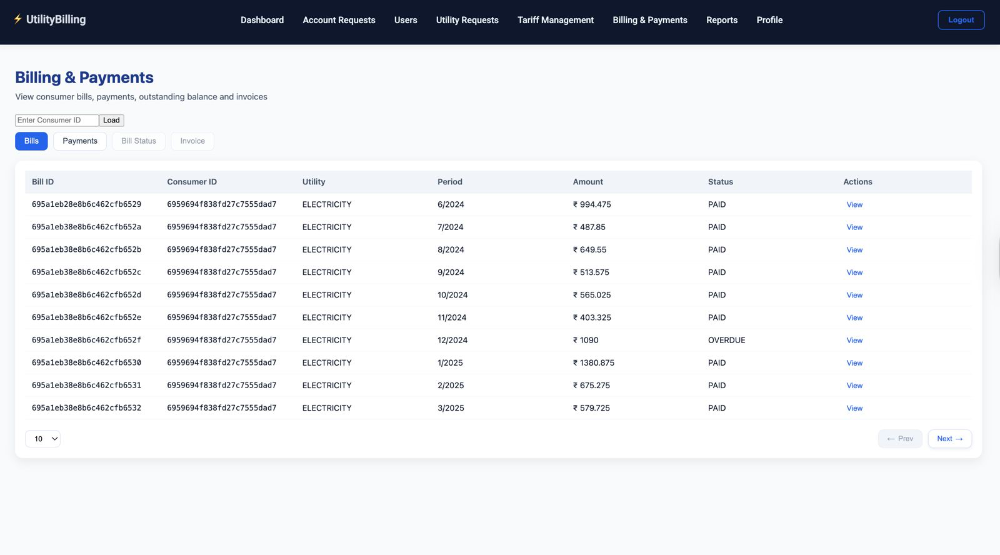 ⚡ UtilityBilling Dashboard Account Requests Users Utility Requests Tariff Management Billing & Payments Reports Profile Logout
Billing & Payments
View consumer bills, payments, outstanding balance and invoices
Enter Consumer ID Load
Bills Payments Bill Status Invoice
Bill ID Consumer ID Utility Period Amount Status Actions
695a1eb28e8b6c462cfb6529 6959694f838fd27c7555dad7 ELECTRICITY 6/2024 ₹ 994.475 PAID View
695a1eb38e8b6c462cfb652a 6959694f838fd27c7555dad7 ELECTRICITY 7/2024 ₹ 487.85 PAID View
695a1eb38e8b6c462cfb652b 6959694f838fd27c7555dad7 ELECTRICITY 8/2024 ₹ 649.55 PAID View
695a1eb38e8b6c462cfb652c 6959694f838fd27c7555dad7 ELECTRICITY 9/2024 ₹ 513.575 PAID View
695a1eb38e8b6c462cfb652d 6959694f838fd27c7555dad7 ELECTRICITY 10/2024 ₹ 565.025 PAID View
695a1eb38e8b6c462cfb652e 6959694f838fd27c7555dad7 ELECTRICITY 11/2024 ₹ 403.325 PAID View
695a1eb38e8b6c462cfb652f 6959694f838fd27c7555dad7 ELECTRICITY 12/2024 ₹ 1090 OVERDUE View
695a1eb38e8b6c462cfb6530 6959694f838fd27c7555dad7 ELECTRICITY 1/2025 ₹ 1380.875 PAID View
695a1eb38e8b6c462cfb6531 6959694f838fd27c7555dad7 ELECTRICITY 2/2025 ₹ 675.275 PAID View
695a1eb38e8b6c462cfb6532 6959694f838fd27c7555dad7 ELECTRICITY 3/2025 ₹ 579.725 PAID View
10 ← Prev Next →